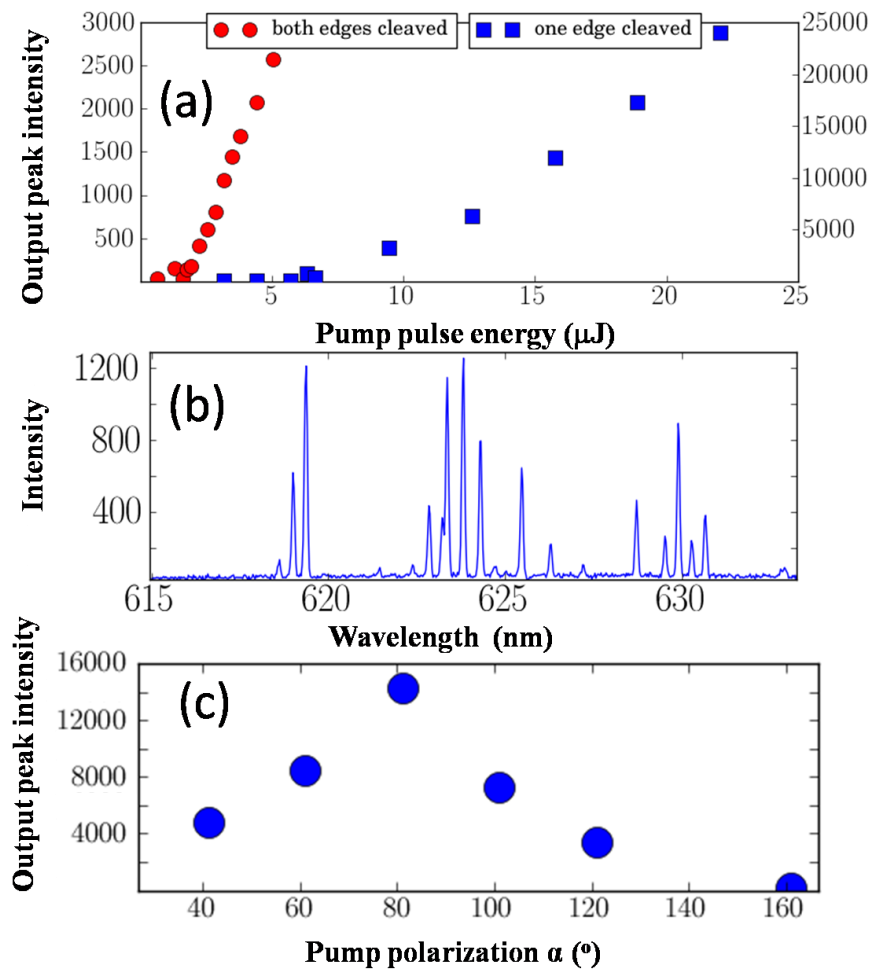 both edges cleaved one edge cleaved
3000 25000
2500 20000
2000 15000
1500 10000
1000 5000
500
(a)
Output peak intensity
5 10 15 20 25
Pump pulse energy (μJ)
1200
800
400
(b)
Intensity
615 620 625 630
Wavelength (nm)
16000
12000
8000
4000
(c)
Output peak intensity
40 60 80 100 120 140 160
Pump polarization α (º)